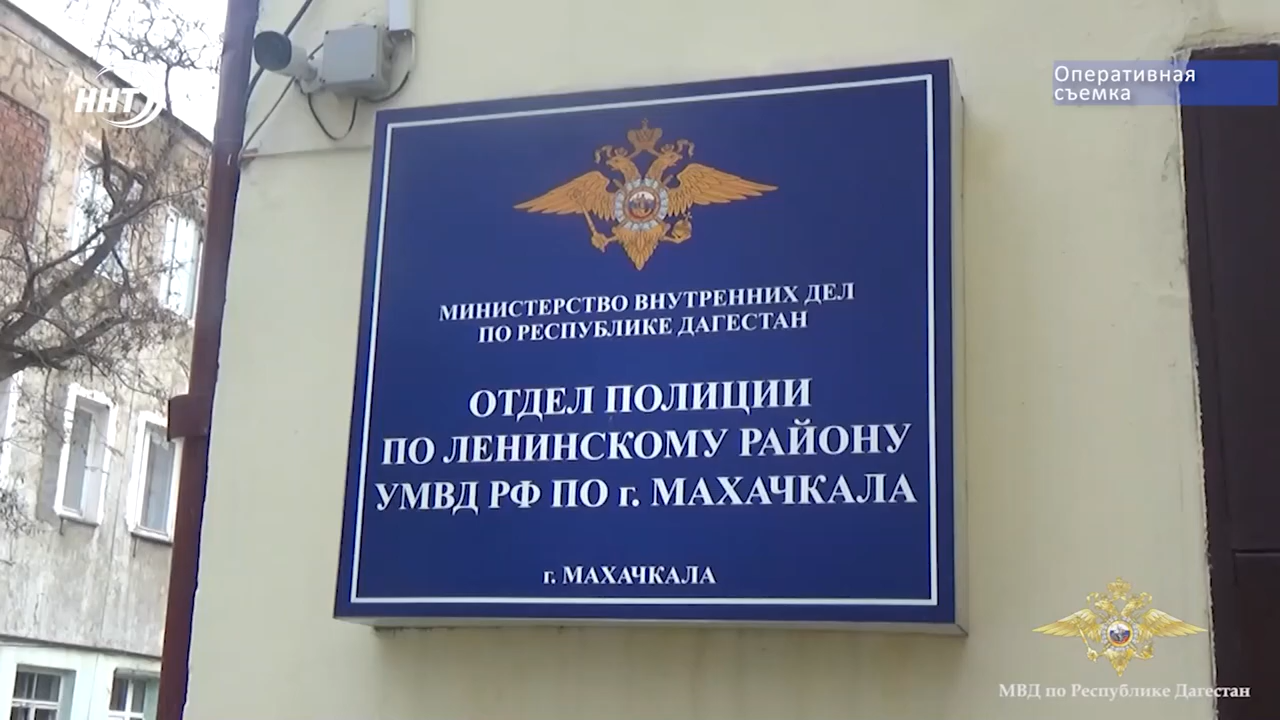 ННТ
Оперативная
съемка
МИНИСТЕРСТВО ВНУТРЕННИХ ДЕЛ
ПО РЕСПУБЛИКЕ ДАГЕСТАН
ОТДЕЛ ПОЛИЦИИ
ПО ЛЕНИНСКОМУ РАЙОНУ
УМВД РФ ПО г. МАХАЧКАЛА
г. МАХАЧКАЛА
МВД по Республике Дагестан